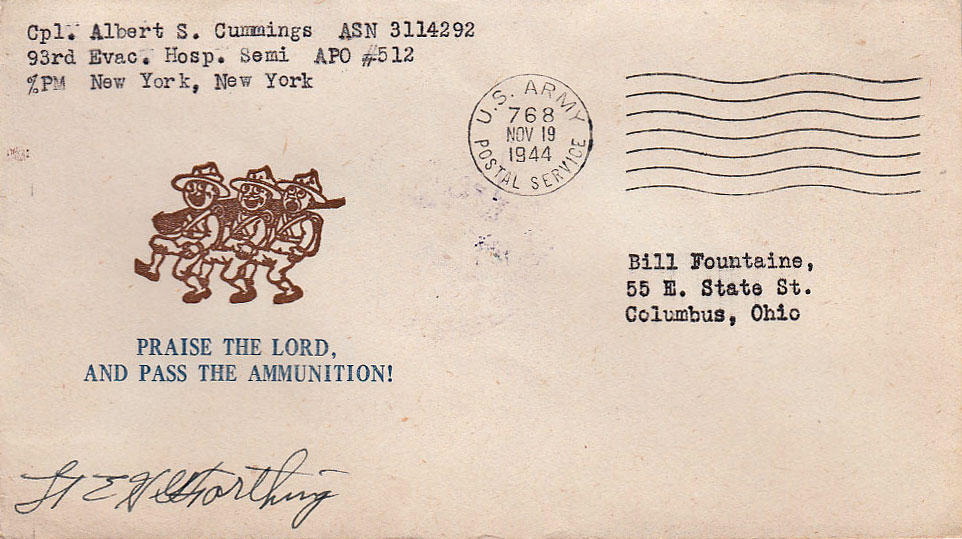 Cpl. Albert S. Cummings ASN 3114292
93rd Evac. Hosp. Semi APO #512
%PM New York, New York
U.S. ARMY
768
NOV 19
1944
POSTAL SERVICE
Bill Fountaine,
55 E. State St.
Columbus, Ohio
PRAISE THE LORD,
AND PASS THE AMMUNITION!